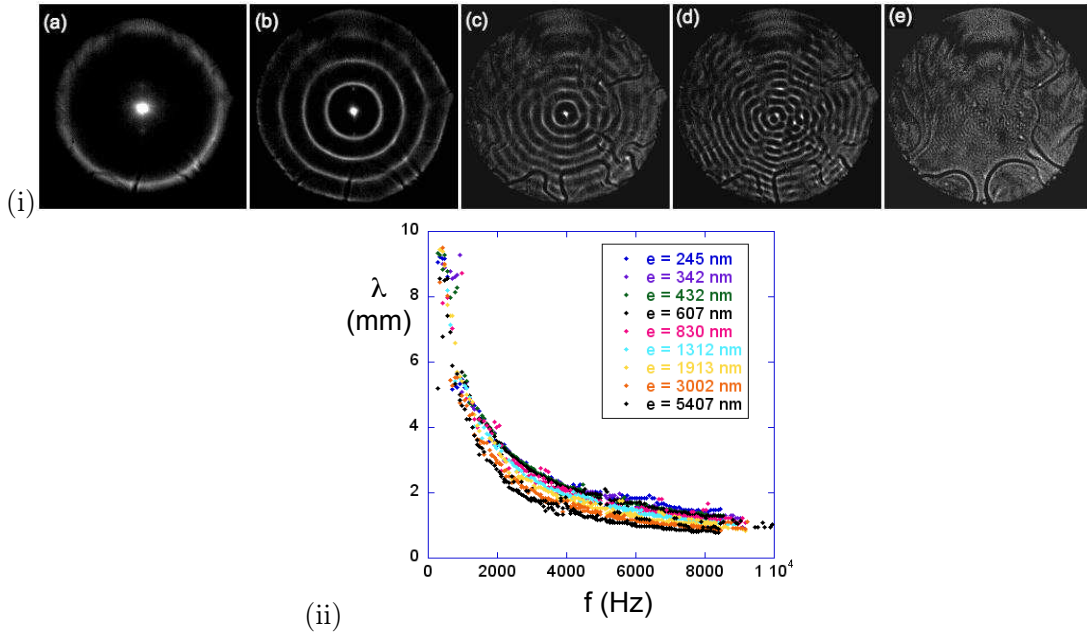 (a) (b) (c) (d) (e)
(i)
10
8
6
4
2
0
λ
(mm)
e = 245 nm
e = 342 nm
e = 432 nm
e = 607 nm
e = 830 nm
e = 1312 nm
e = 1913 nm
e = 3002 nm
e = 5407 nm
0 2000 4000 6000 8000 1 10⁴
f (Hz)
(ii)